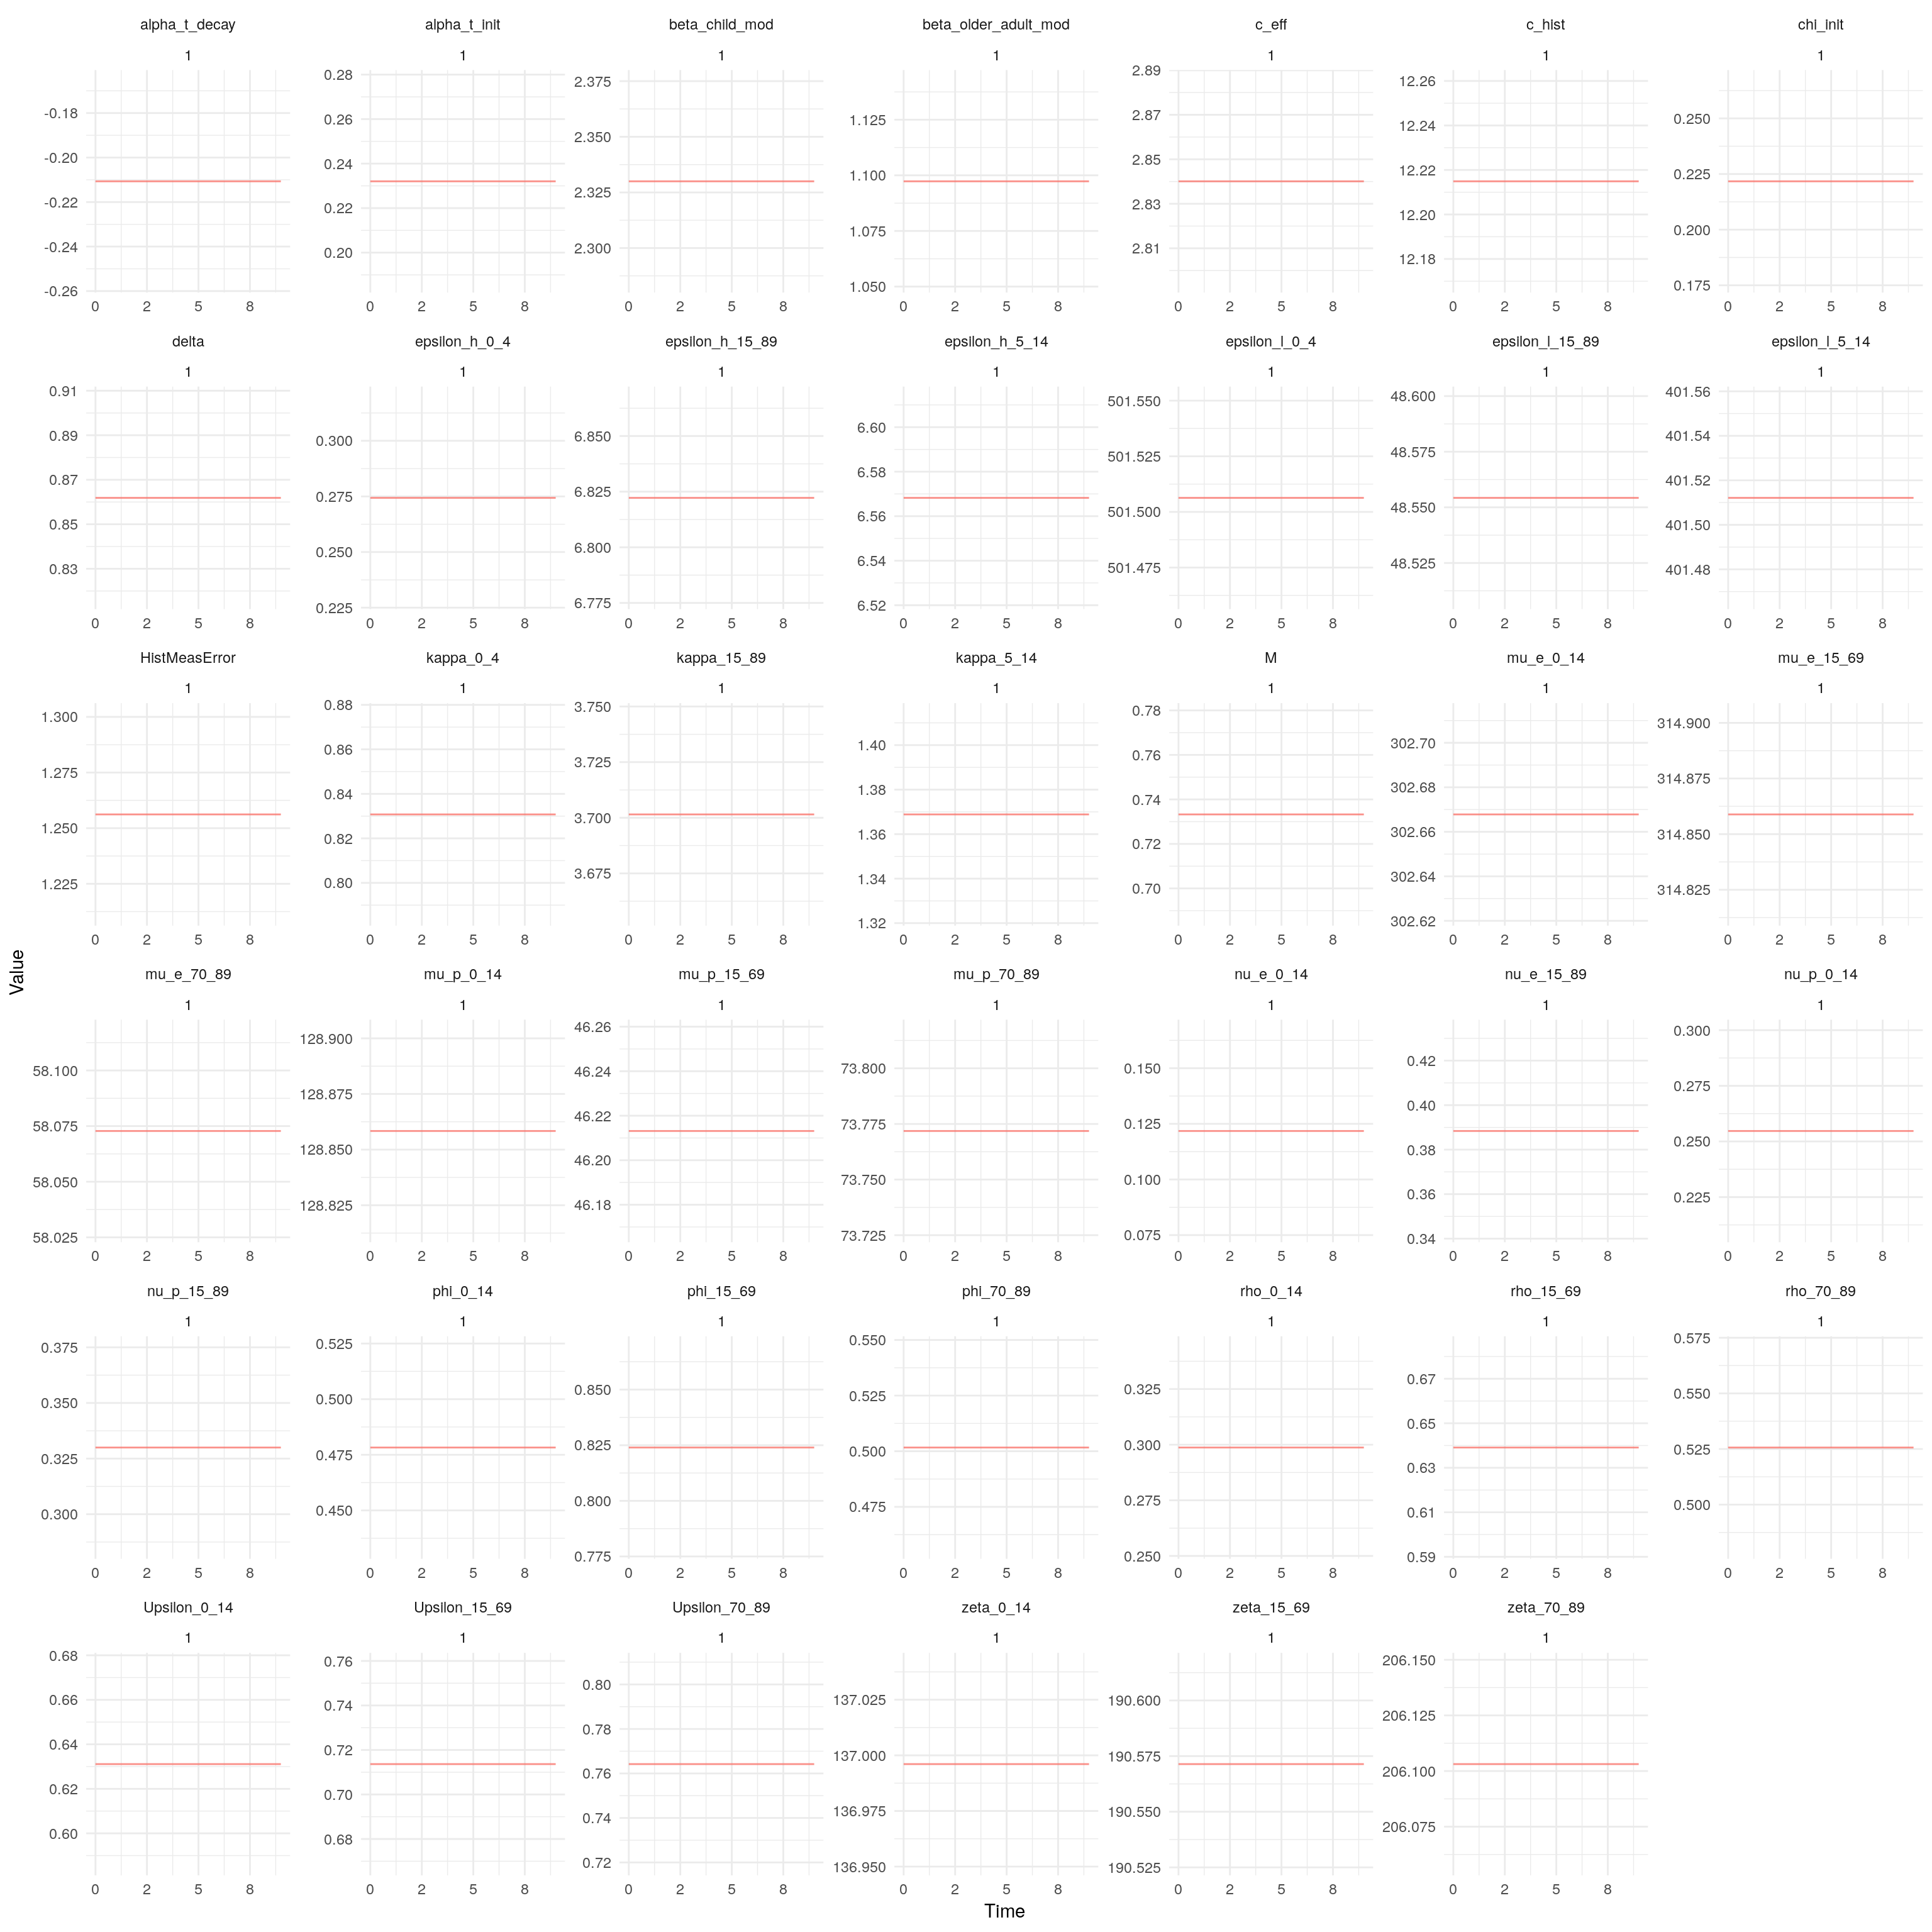 alpha_t_decay alpha_t_init beta_child_mod beta_older_adult_mod c_eff c_hist chi_init
1 1 1 1 1 1 1
-0.18 -0.20 -0.22 -0.24 -0.26
0.28 0.26 0.24 0.22 0.20
2.375 2.350 2.325 2.300
1.125 1.100 1.075 1.050
2.89 2.87 2.85 2.83 2.81
12.26 12.24 12.22 12.20 12.18
0.250 0.225 0.200 0.175
0 2 5 8 0 2 5 8 0 2 5 8 0 2 5 8 0 2 5 8 0 2 5 8 0 2 5 8
delta epsilon_h_0_4 epsilon_h_15_89 epsilon_h_5_14 epsilon_l_0_4 epsilon_l_15_89 epsilon_l_5_14
1 1 1 1 1 1 1
0.91 0.89 0.87 0.85 0.83
0.300 0.275 0.250 0.225
6.850 6.825 6.800 6.775
6.60 6.58 6.56 6.54 6.52
501.550 501.525 501.500 501.475
48.600 48.575 48.550 48.525
401.56 401.54 401.52 401.50 401.48
0 2 5 8 0 2 5 8 0 2 5 8 0 2 5 8 0 2 5 8 0 2 5 8 0 2 5 8
HistMeasError kappa_0_4 kappa_15_89 kappa_5_14 M mu_e_0_14 mu_e_15_69
1 1 1 1 1 1 1
1.300 1.275 1.250 1.225
0.88 0.86 0.84 0.82 0.80
3.750 3.725 3.700 3.675
1.40 1.38 1.36 1.34 1.32
0.78 0.76 0.74 0.72 0.70
302.70 302.68 302.66 302.64 302.62
314.900 314.875 314.850 314.825
0 2 5 8 0 2 5 8 0 2 5 8 0 2 5 8 0 2 5 8 0 2 5 8 0 2 5 8
Value
mu_e_70_89 mu_p_0_14 mu_p_15_69 mu_p_70_89 nu_e_0_14 nu_e_15_89 nu_p_0_14
1 1 1 1 1 1 1
58.100 58.075 58.050 58.025
128.900 128.875 128.850 128.825
46.26 46.24 46.22 46.20 46.18
73.800 73.775 73.750 73.725
0.150 0.125 0.100 0.075
0.42 0.40 0.38 0.36 0.34
0.300 0.275 0.250 0.225
0 2 5 8 0 2 5 8 0 2 5 8 0 2 5 8 0 2 5 8 0 2 5 8 0 2 5 8
nu_p_15_89 phi_0_14 phi_15_69 phi_70_89 rho_0_14 rho_15_69 rho_70_89
1 1 1 1 1 1 1
0.375 0.350 0.325 0.300
0.525 0.500 0.475 0.450
0.850 0.825 0.800 0.775
0.550 0.525 0.500 0.475
0.325 0.300 0.275 0.250
0.67 0.65 0.63 0.61 0.59
0.575 0.550 0.525 0.500
0 2 5 8 0 2 5 8 0 2 5 8 0 2 5 8 0 2 5 8 0 2 5 8 0 2 5 8
Upsilon_0_14 Upsilon_15_69 Upsilon_70_89 zeta_0_14 zeta_15_69 zeta_70_89
1 1 1 1 1 1
0.68 0.66 0.64 0.62 0.60
0.76 0.74 0.72 0.70 0.68
0.80 0.78 0.76 0.74 0.72
137.025 137.000 136.975 136.950
190.600 190.575 190.550 190.525
206.150 206.125 206.100 206.075
0 2 5 8 0 2 5 8 0 2 5 8 0 2 5 8 0 2 5 8 0 2 5 8
Time